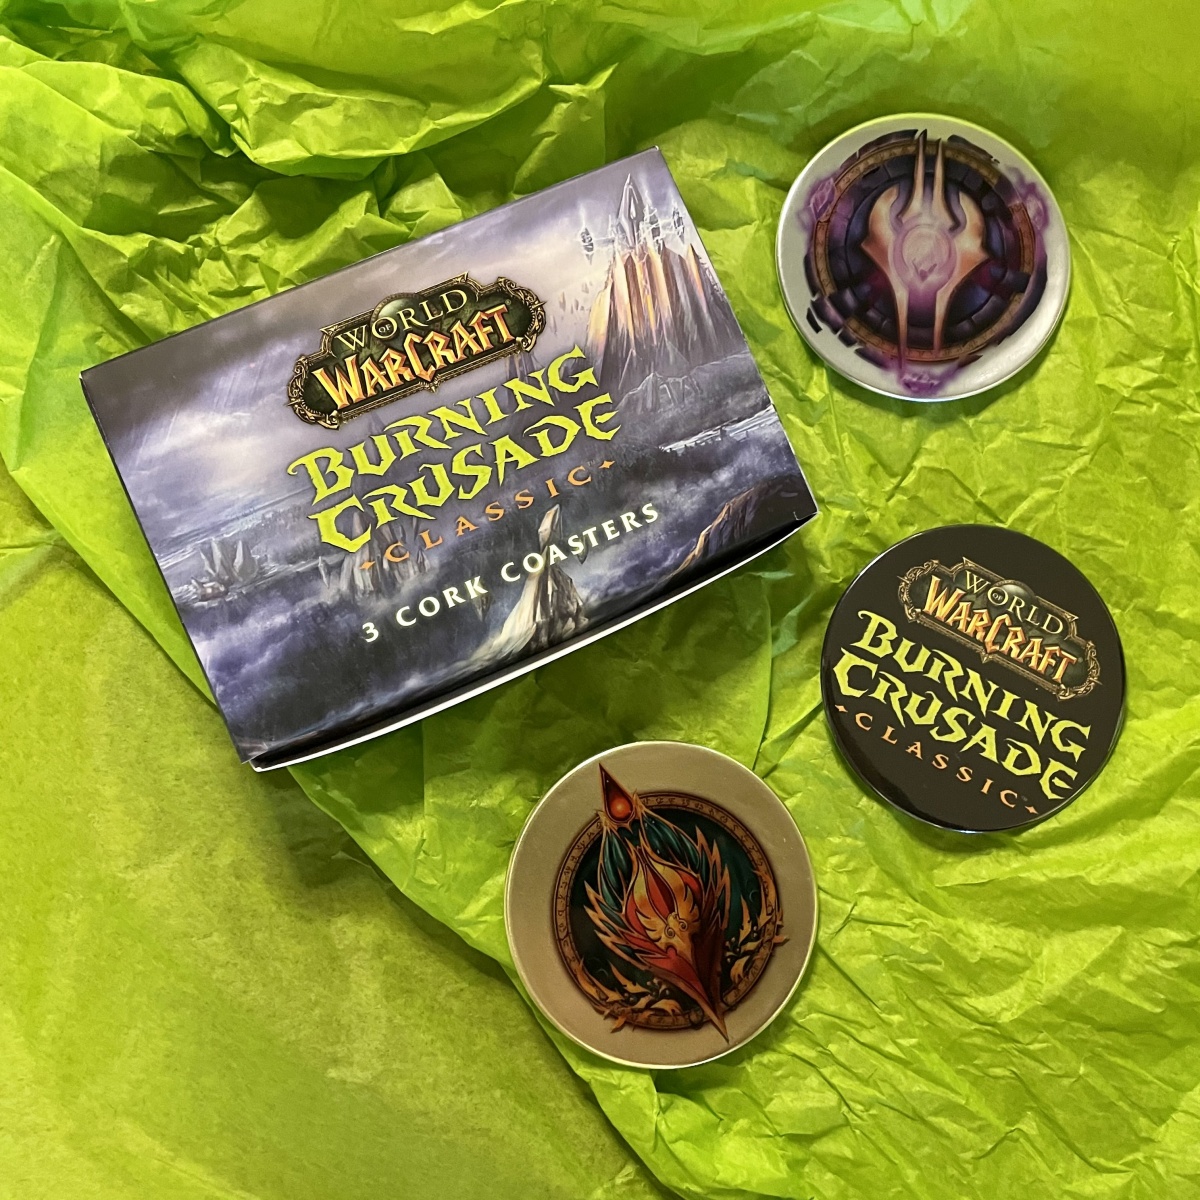 WORLD
OF
WARCRAFT
BURNING
CRUSADE
CLASSIC
3 CORK COASTERS
WORLD
OF
WARCRAFT
BURNING
CRUSADE
CLASSIC